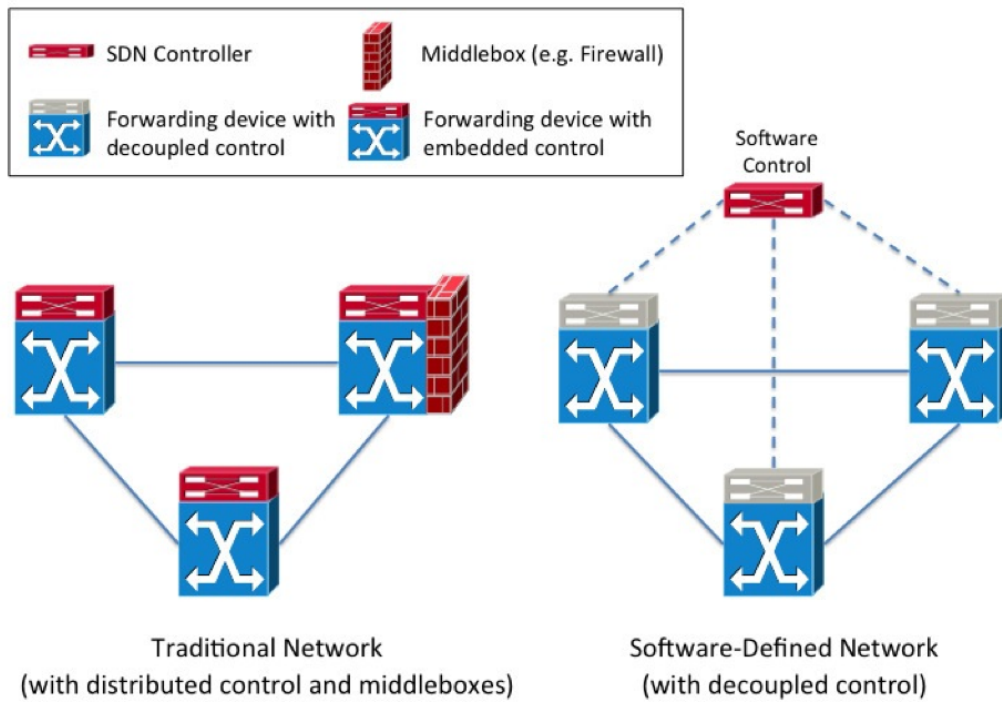 SDN Controller
Middlebox (e.g. Firewall)
Forwarding device with
decoupled control
Forwarding device with
embedded control
Software
Control
Traditional Network
(with distributed control and middleboxes)
Software-Defined Network
(with decoupled control)